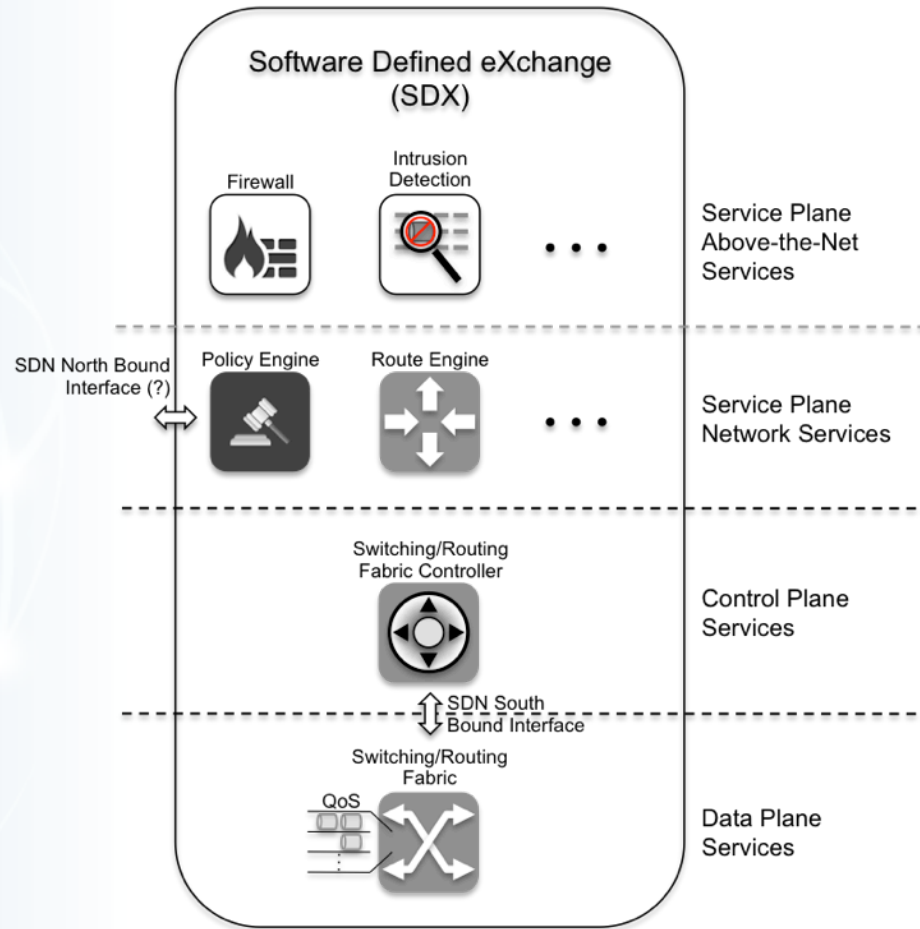 Software Defined eXchange
(SDX)
Firewall
Intrusion
Detection
• • •
Service Plane
Above-the-Net
Services
SDN North Bound
Interface (?)
Policy Engine
Route Engine
• • •
Service Plane
Network Services
Switching/Routing
Fabric Controller
Control Plane
Services
SDN South
Bound Interface
Switching/Routing
Fabric
QoS
Data Plane
Services